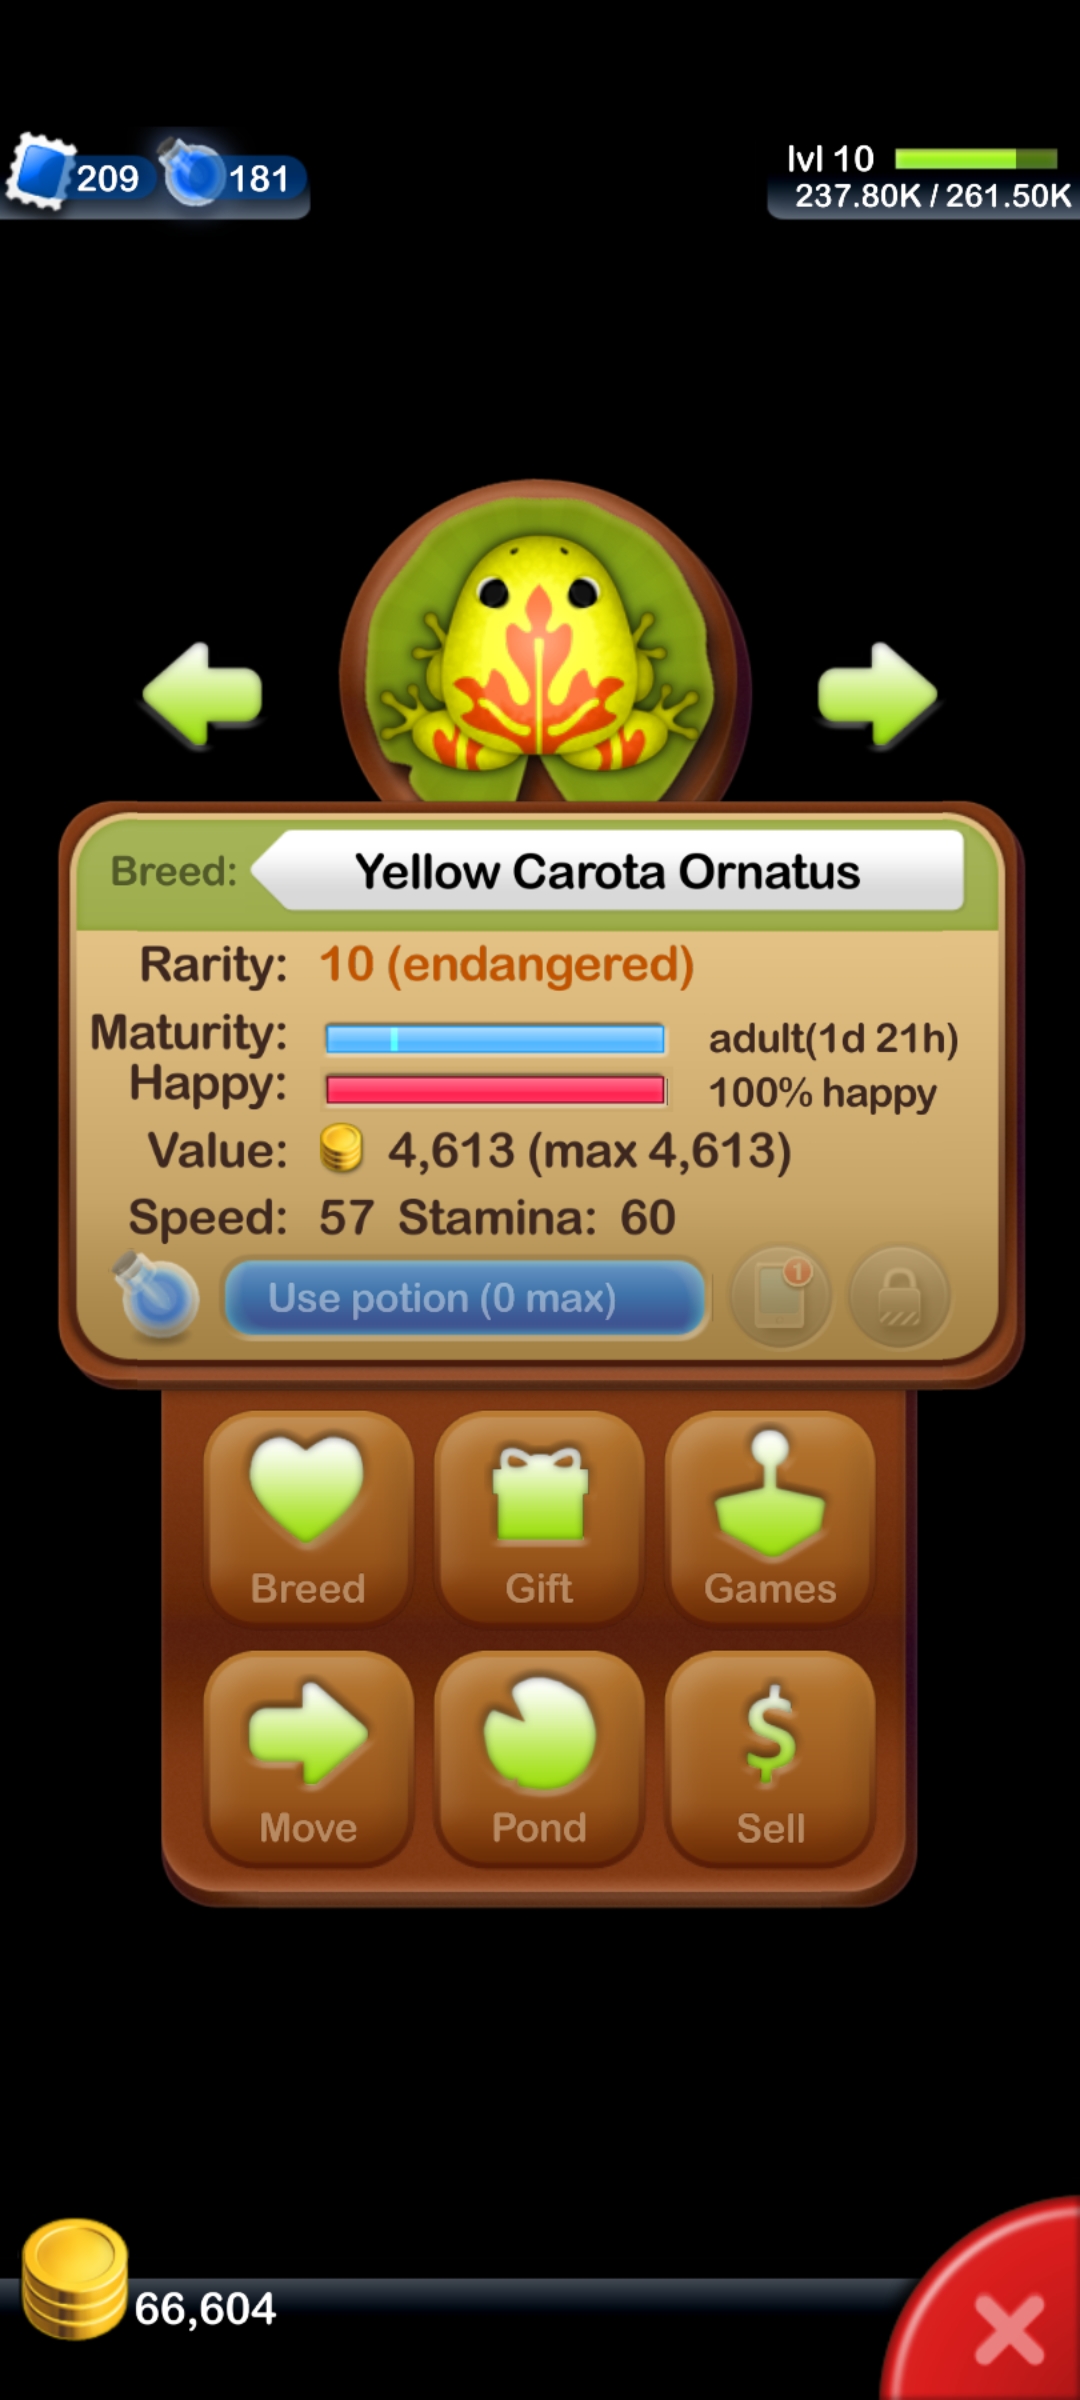 209 181
lvl 10
237.80K / 261.50K
Breed: Yellow Carota Ornatus
Rarity: 10 (endangered)
Maturity: adult(1d 21h)
Happy: 100% happy
Value: 4,613 (max 4,613)
Speed: 57 Stamina: 60
Use potion (0 max) 1
Breed Gift Games
$
Move Pond Sell
66,604